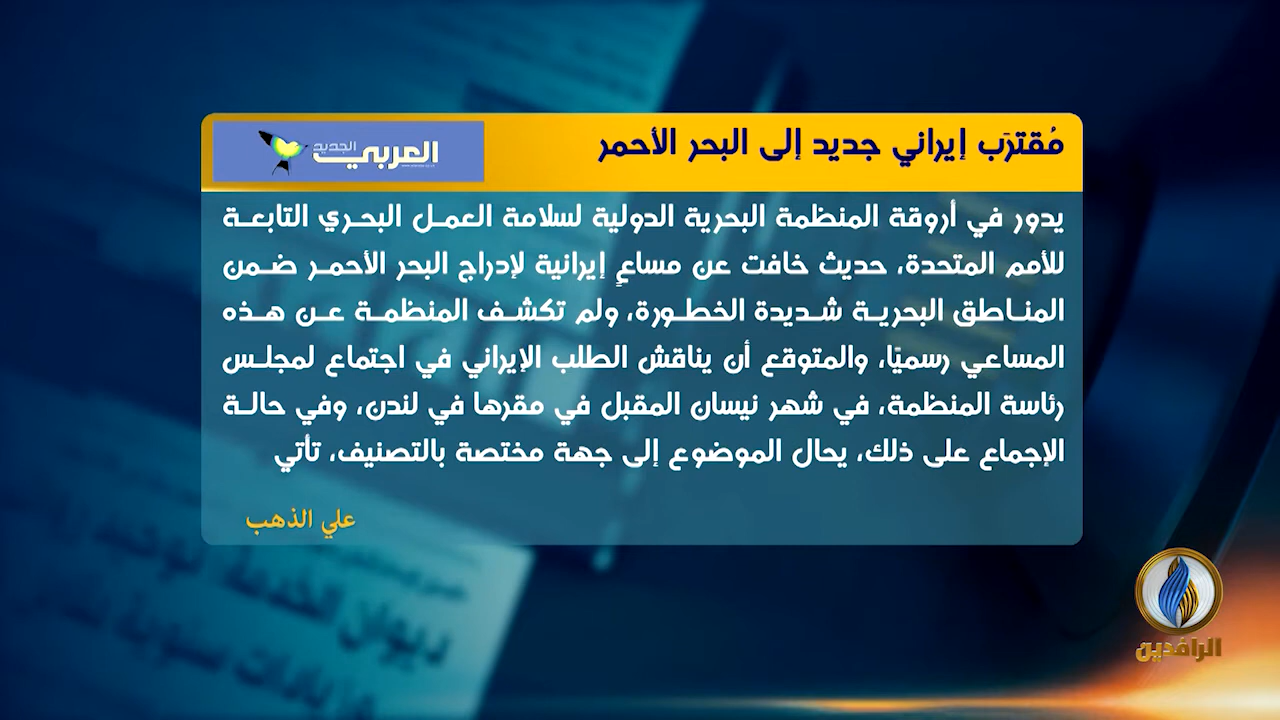 مُقترَب إيراني جديد إلى البحر الأحمر
العربي الجديد
يدور في أروقة المنظمة البحرية الدولية لسلامة العمل البحري التابعة
للأمم المتحدة، حديث خافت عن مساعٍ إيرانية لإدراج البحر الأحمر ضمن
المناطق البحرية شديدة الخطورة، ولم تكشف المنظمة عن هذه
المساعي رسميًا، والمتوقع أن يناقش الطلب الإيراني في اجتماع لمجلس
رئاسة المنظمة، في شهر نيسان المقبل في مقرها في لندن، وفي حالة
الإجماع على ذلك، يحال الموضوع إلى جهة مختصة بالتصنيف، تأتي
علي الذهب
الرافدين
ديوان الخدمة